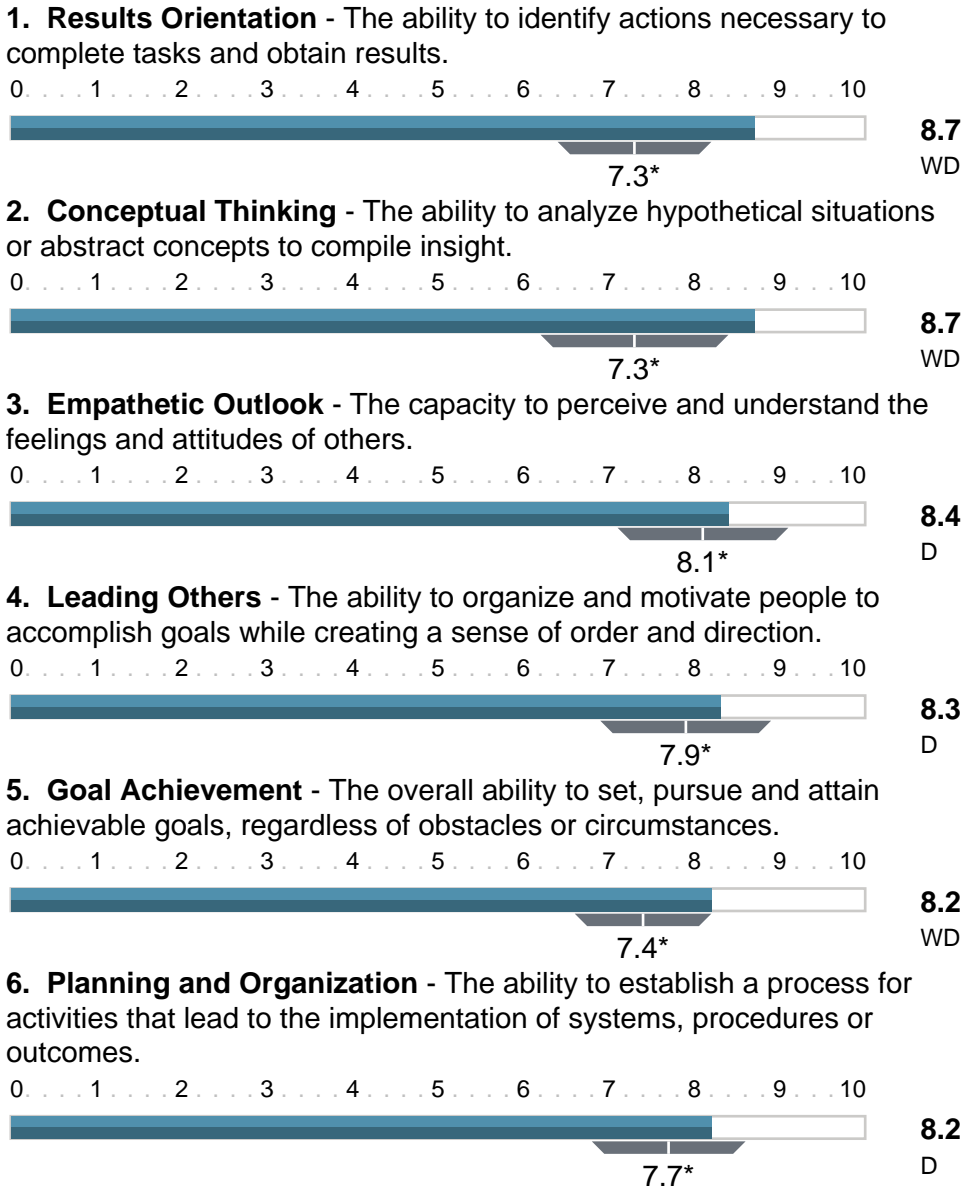 1. Results Orientation - The ability to identify actions necessary to
complete tasks and obtain results.
0. . . . 1 . . . . 2 . . . . 3 . . . . 4 . . . . 5 . . . . 6 . . . . 7 . . . . 8 . . . . 9 . . . 10
8.7
WD
7.3*
2. Conceptual Thinking - The ability to analyze hypothetical situations
or abstract concepts to compile insight.
0. . . . 1 . . . . 2 . . . . 3 . . . . 4 . . . . 5 . . . . 6 . . . . 7 . . . . 8 . . . . 9 . . . 10
8.7
WD
7.3*
3. Empathetic Outlook - The capacity to perceive and understand the
feelings and attitudes of others.
0. . . . 1 . . . . 2 . . . . 3 . . . . 4 . . . . 5 . . . . 6 . . . . 7 . . . . 8 . . . . 9 . . . 10
8.4
D
8.1*
4. Leading Others - The ability to organize and motivate people to
accomplish goals while creating a sense of order and direction.
0. . . . 1 . . . . 2 . . . . 3 . . . . 4 . . . . 5 . . . . 6 . . . . 7 . . . . 8 . . . . 9 . . . 10
8.3
D
7.9*
5. Goal Achievement - The overall ability to set, pursue and attain
achievable goals, regardless of obstacles or circumstances.
0. . . . 1 . . . . 2 . . . . 3 . . . . 4 . . . . 5 . . . . 6 . . . . 7 . . . . 8 . . . . 9 . . . 10
8.2
WD
7.4*
6. Planning and Organization - The ability to establish a process for
activities that lead to the implementation of systems, procedures or
outcomes.
0. . . . 1 . . . . 2 . . . . 3 . . . . 4 . . . . 5 . . . . 6 . . . . 7 . . . . 8 . . . . 9 . . . 10
8.2
D
7.7*